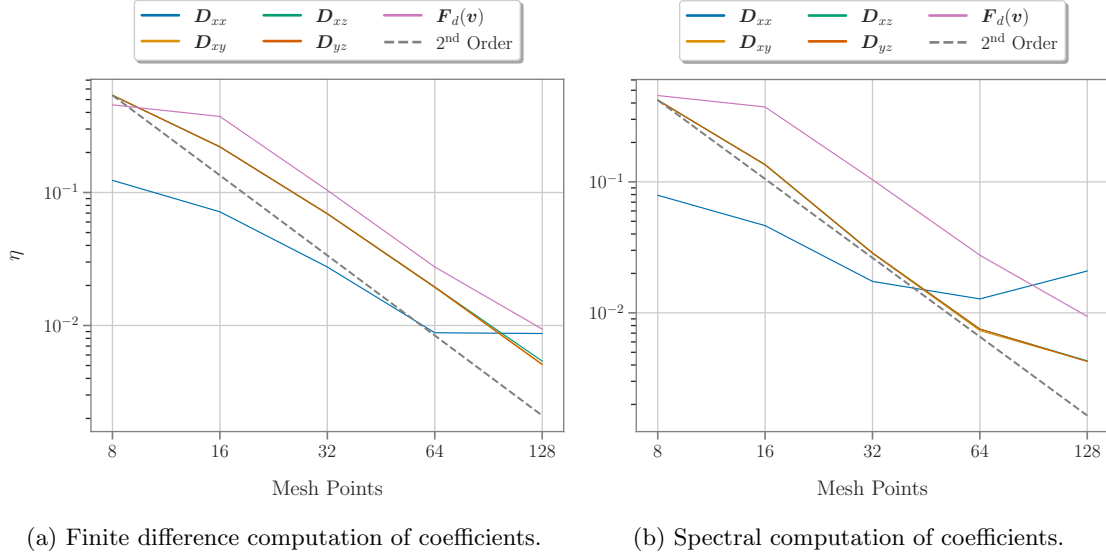 D_xx D_xz F_d(v)
D_xy D_yz 2nd Order
10^−1
10^−2
η
8 16 32 64 128
Mesh Points
(a) Finite difference computation of coefficients.
D_xx D_xz F_d(v)
D_xy D_yz 2nd Order
10^−1
10^−2
8 16 32 64 128
Mesh Points
(b) Spectral computation of coefficients.